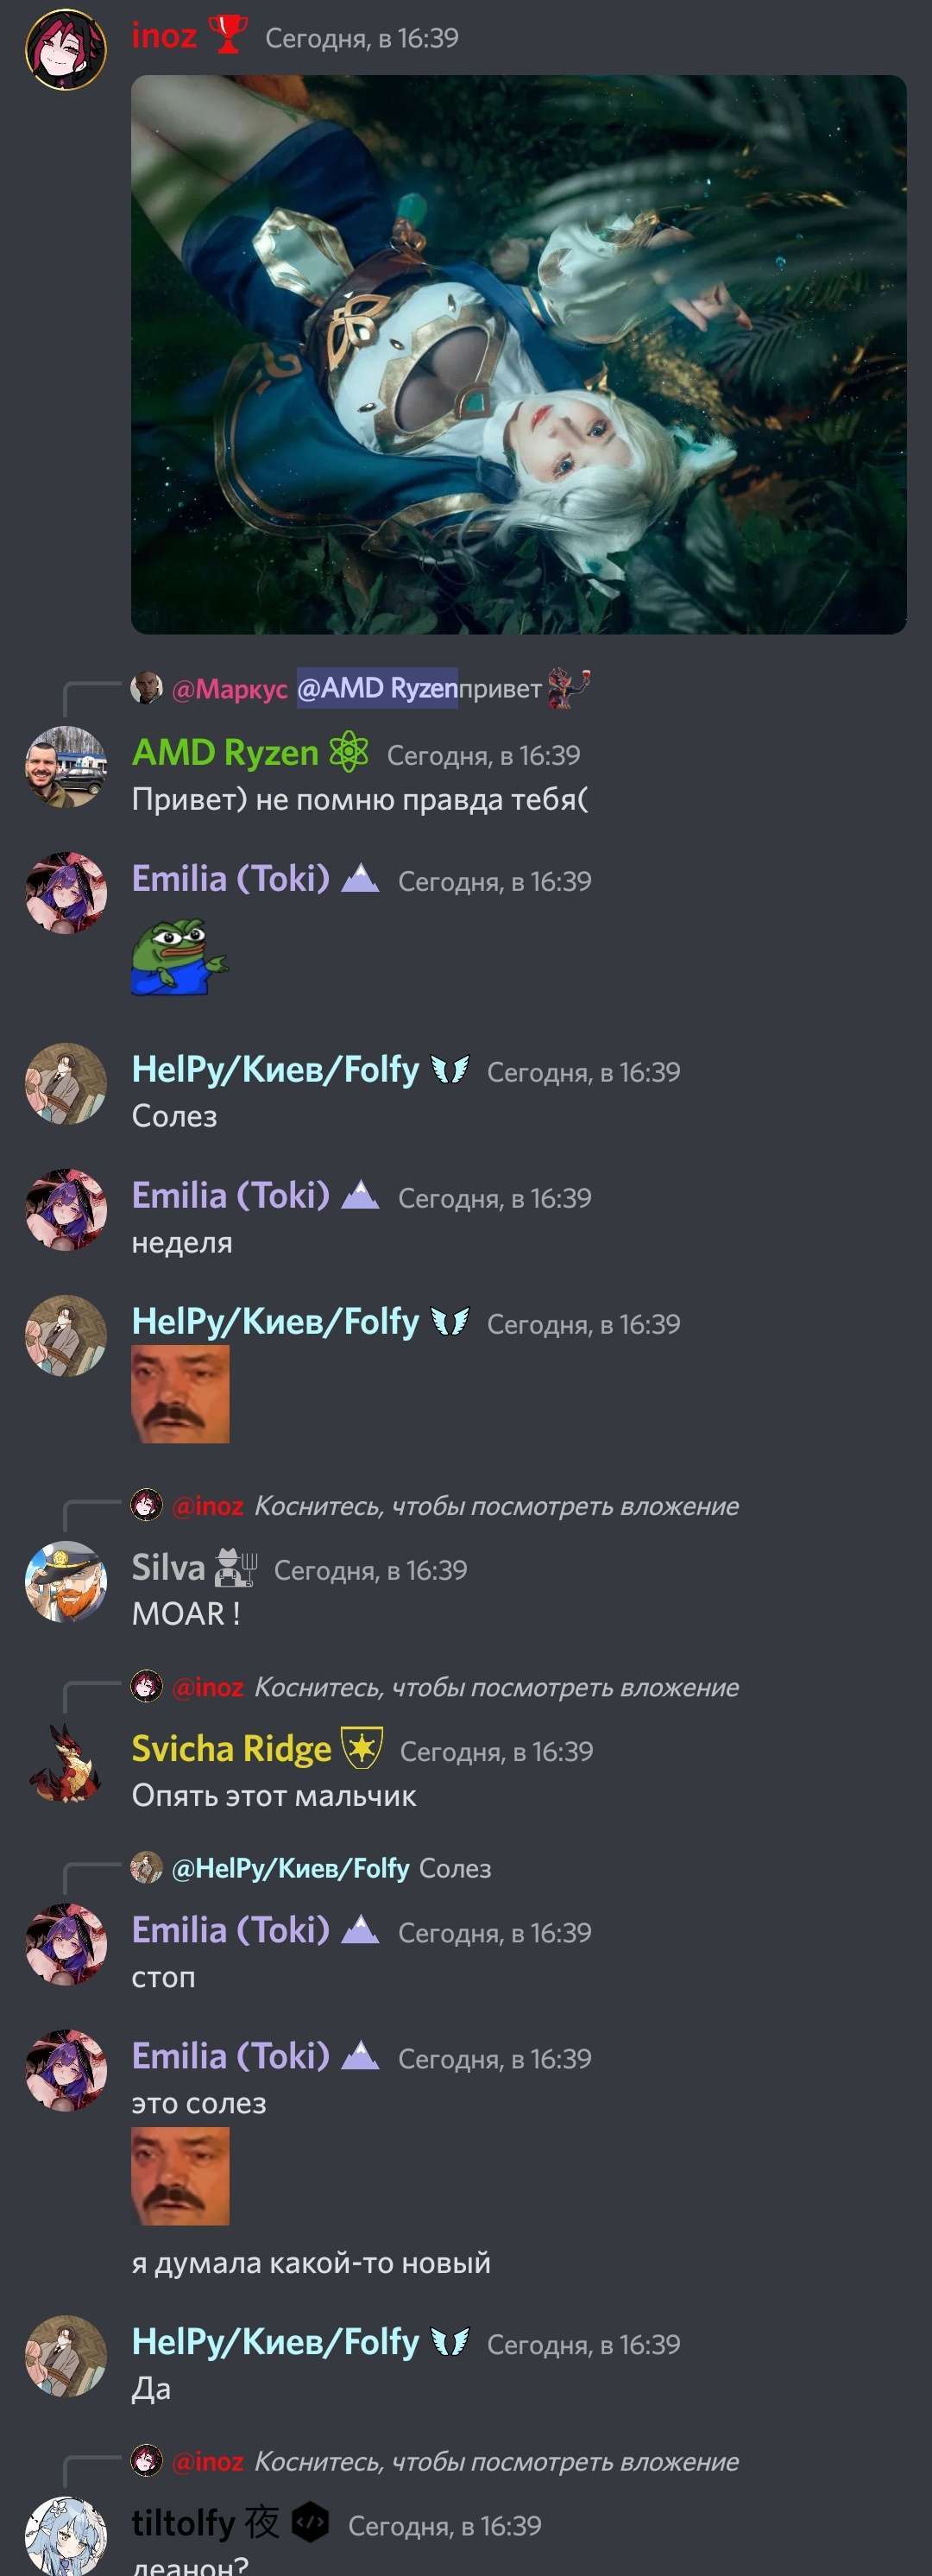 inoz Сегодня, в 16:39
@Маркус @AMD Ryzenпривет
AMD Ryzen Сегодня, в 16:39
Привет) не помню правда тебя(
Emilia (Toki) Сегодня, в 16:39
HelPy/Киев/Folfy Сегодня, в 16:39
Солез
Emilia (Toki) Сегодня, в 16:39
неделя
HelPy/Киев/Folfy Сегодня, в 16:39
@inoz Коснитесь, чтобы посмотреть вложение
Silva Сегодня, в 16:39
MOAR !
@inoz Коснитесь, чтобы посмотреть вложение
Svicha Ridge Сегодня, в 16:39
Опять этот мальчик
@HelPy/Киев/Folfy Солез
Emilia (Toki) Сегодня, в 16:39
стоп
Emilia (Toki) Сегодня, в 16:39
это солез
я думала какой-то новый
HelPy/Киев/Folfy Сегодня, в 16:39
Да
@inoz Коснитесь, чтобы посмотреть вложение
tiltolfy 夜 </> Сегодня, в 16:39
деанон?